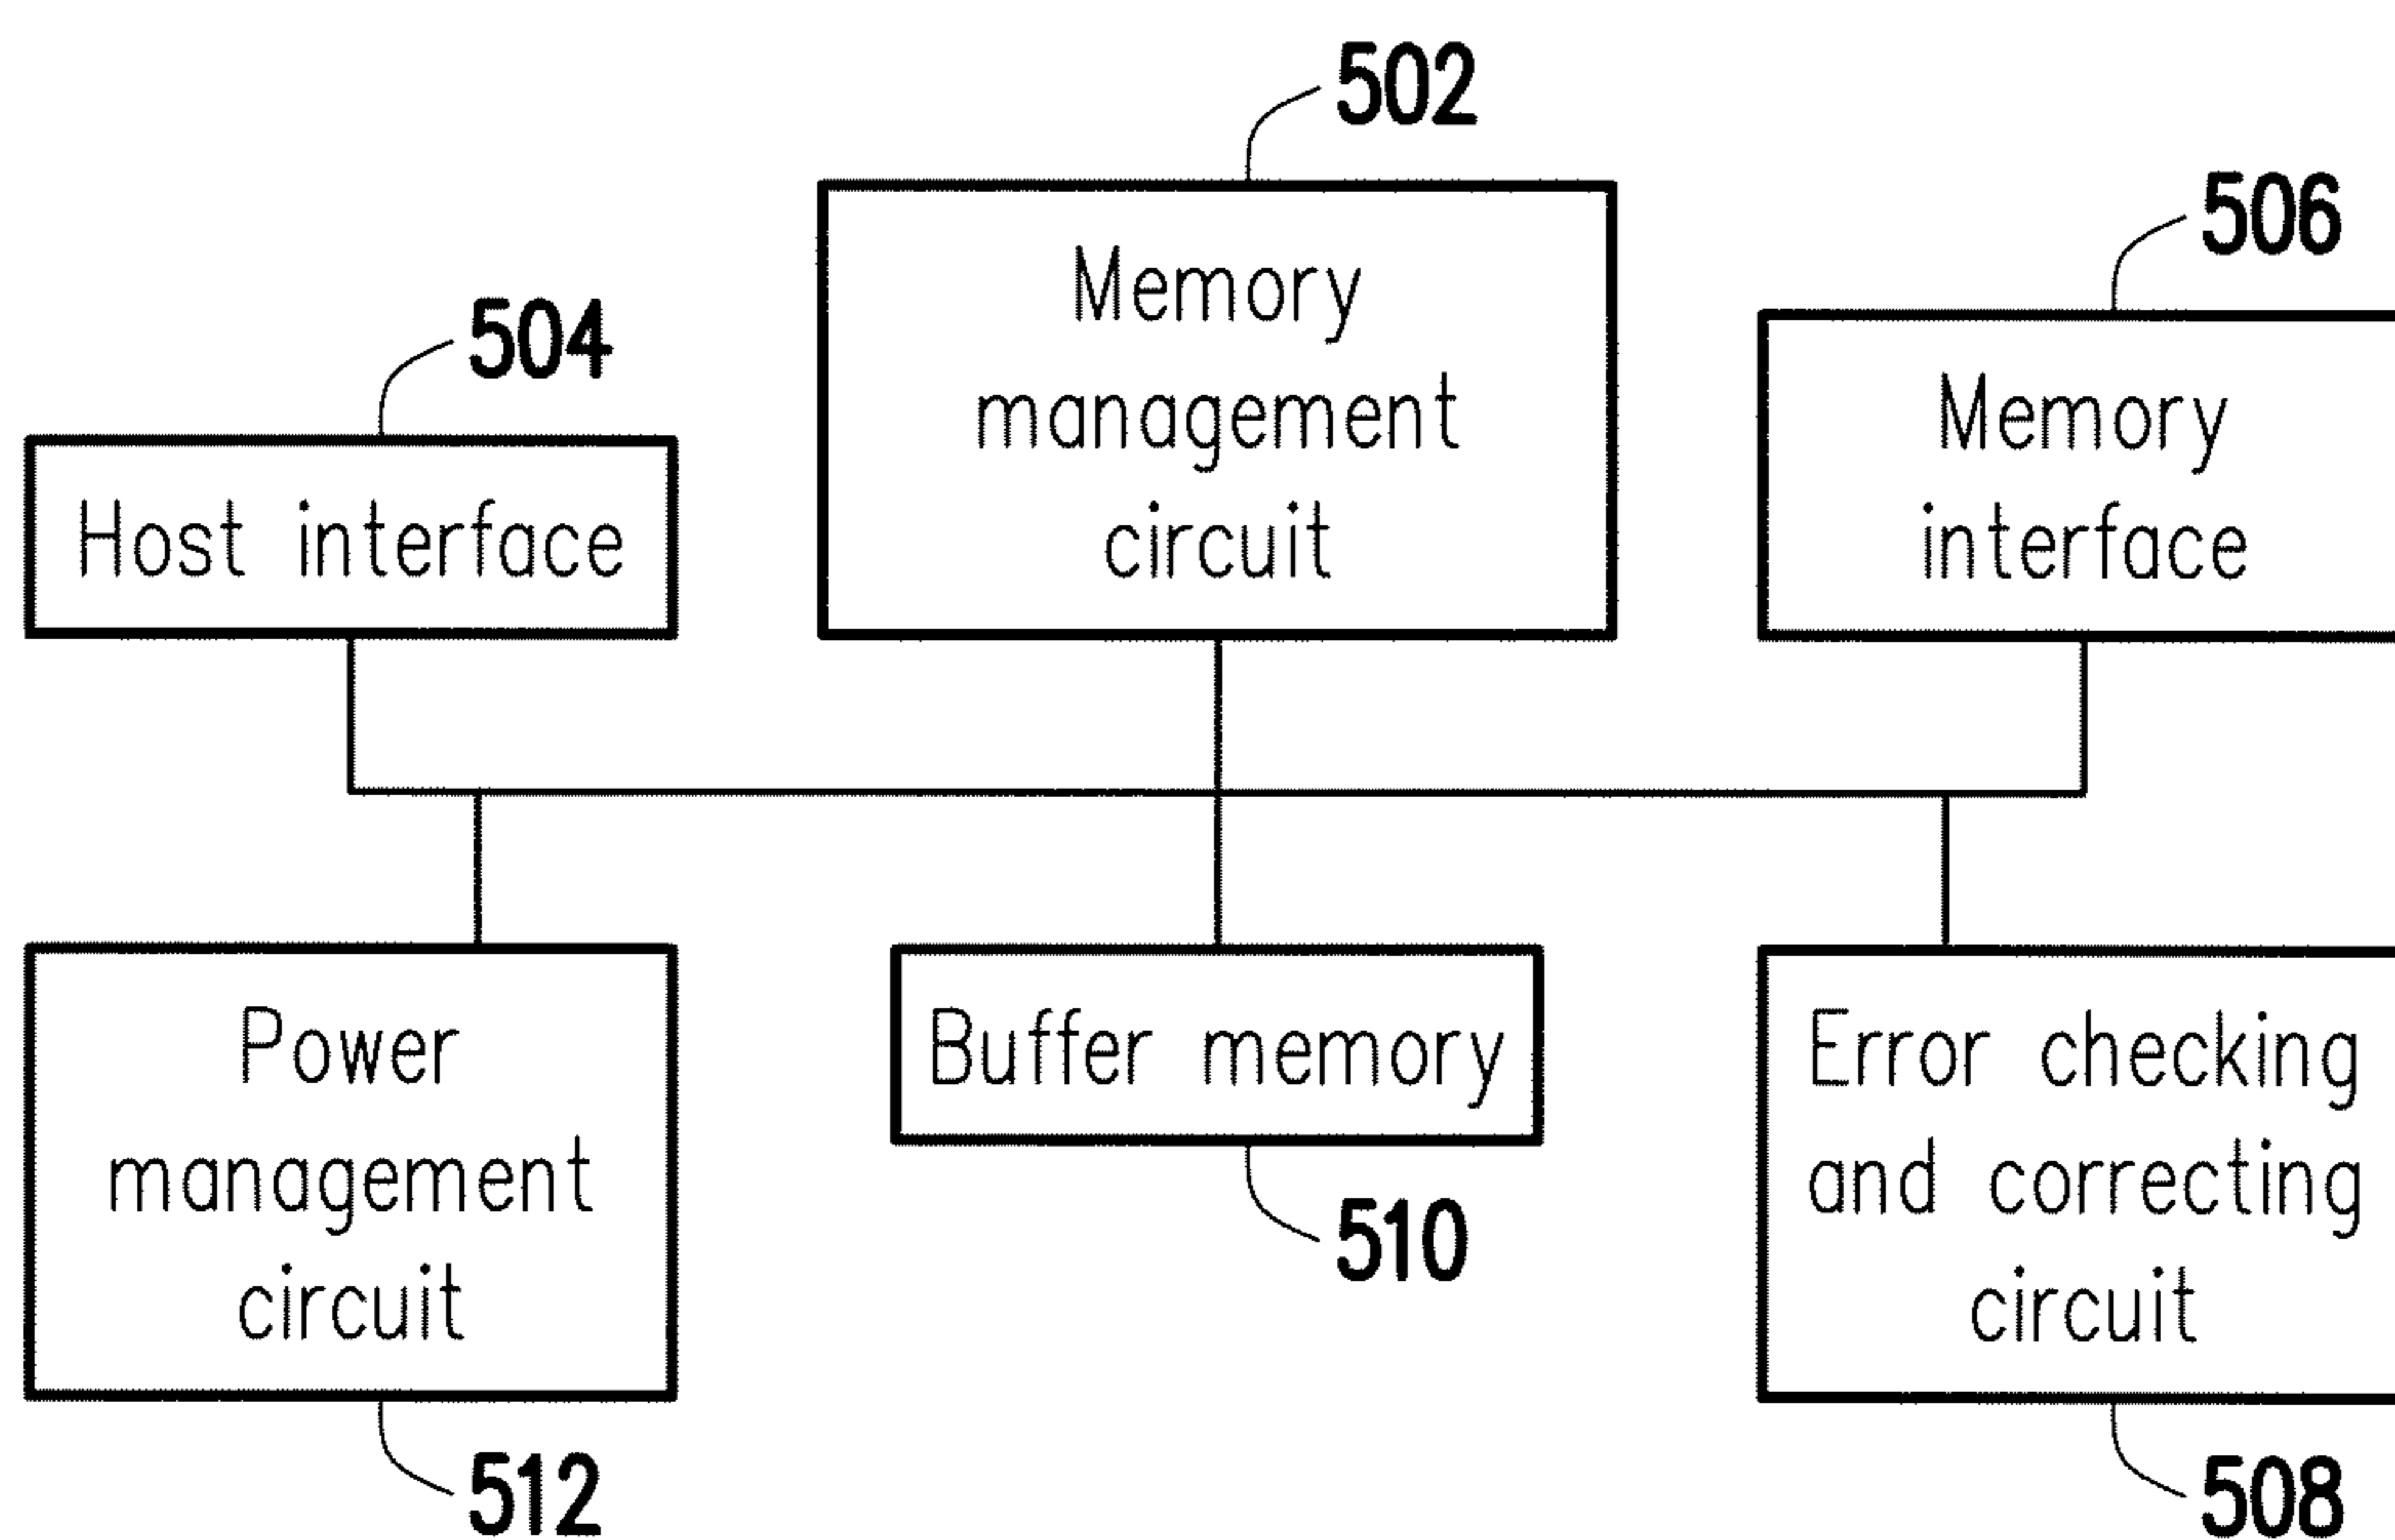 502
Memory
management
circuit
506
Memory
interface
504
Host interface
Power
management
circuit
512
Buffer memory
510
Error checking
and correcting
circuit
508